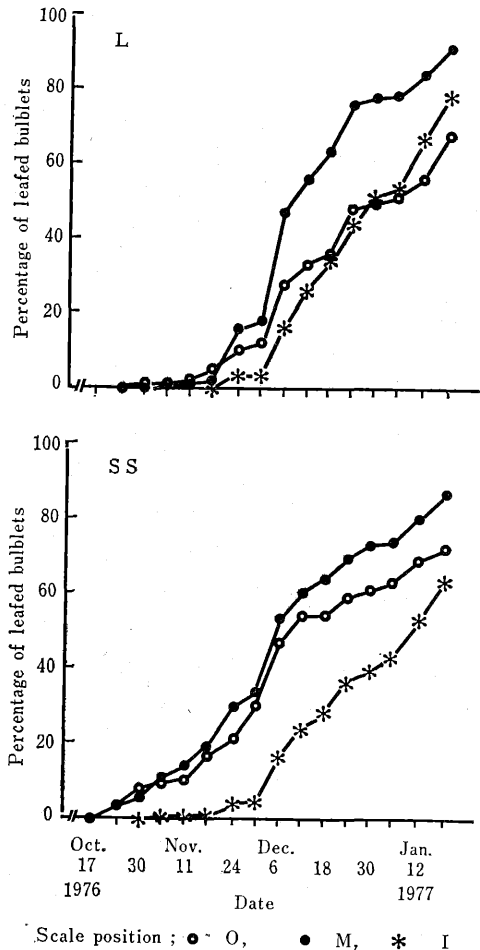 100
L
80
60
40
20
0
Percentage of leafed bulblets
100
SS
80
60
40
20
0
Percentage of leafed bulblets
Oct. Nov. Dec. Jan.
17 30 11 24 6 18 30 12
1976 1977
Date
Scale position ; O, M, I